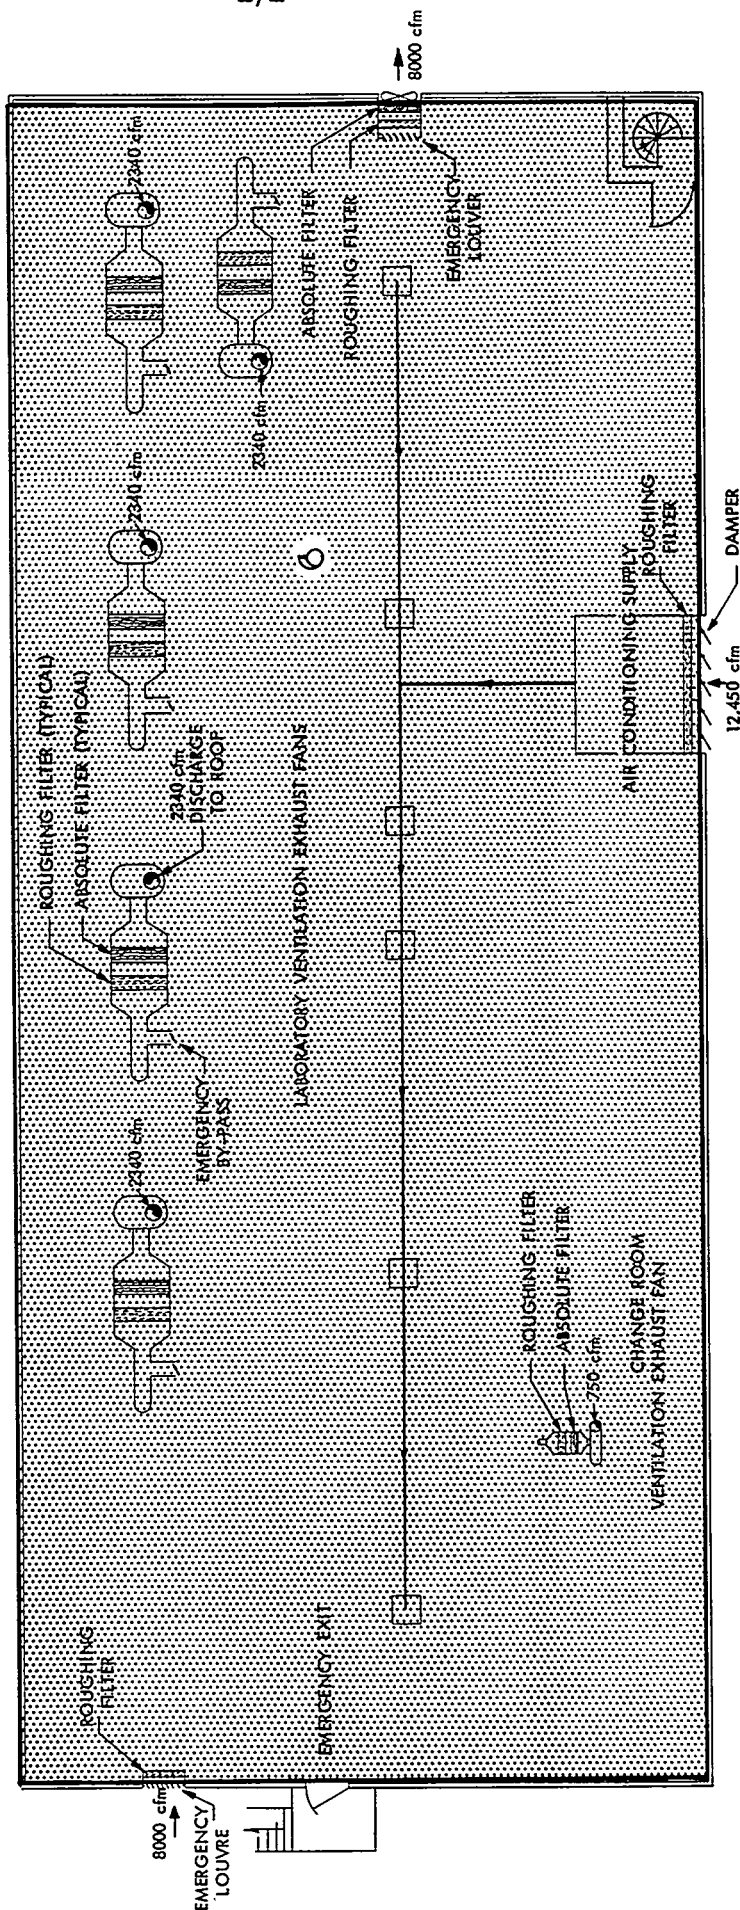 8000 cfm
ABSOLUTE FILTER
ROUGHING FILTER
EMERGENCY
LOUVER
2340 cfm
2340 cfm
2340 cfm
6
ROUGHING FILTER (TYPICAL)
ABSOLUTE FILTER (TYPICAL)
2340 cfm
DISCHARGE
TO ROOF
EMERGENCY
BY-PASS
LABORATORY VENTILATION EXHAUST FANS
AIR CONDITIONING SUPPLY
ROUGHING
FILTER
DAMPER
12.450 cfm
2340 cfm
ROUGHING FILTER
ABSOLUTE FILTER
750 cfm
CHANGE ROOM
VENTILATION EXHAUST FAN
EMERGENCY EXIT
ROUGHING
FILTER
8000 cfm
EMERGENCY
LOUVRE